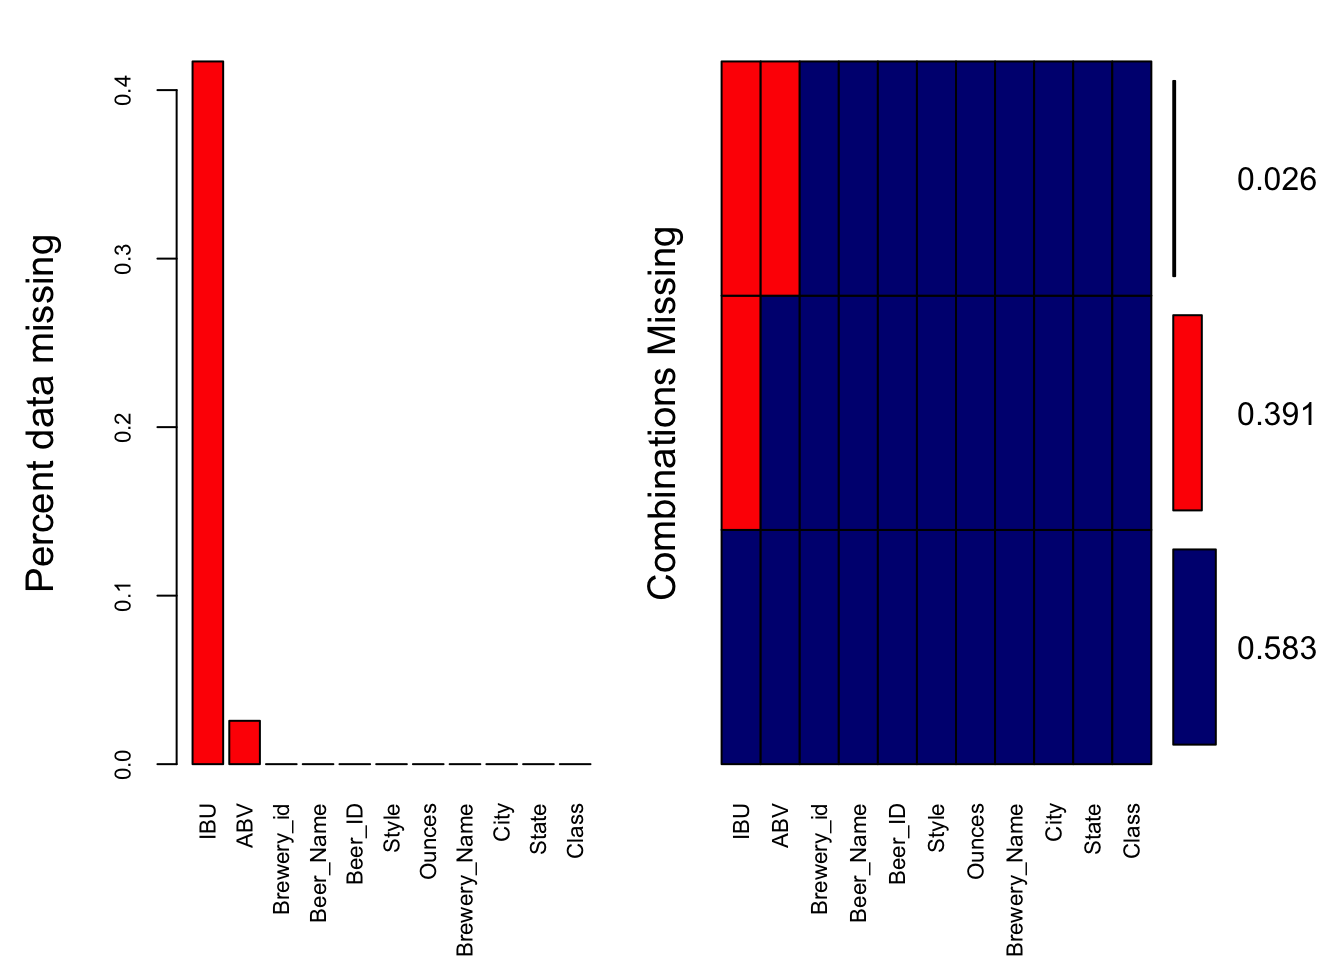 Percent data missing
0.4
0.3
0.2
0.1
0.0
IBU
ABV
Brewery_id
Beer_Name
Beer_ID
Style
Ounces
Brewery_Name
City
State
Class
Combinations Missing
IBU
ABV
Brewery_id
Beer_Name
Beer_ID
Style
Ounces
Brewery_Name
City
State
Class
0.026
0.391
0.583